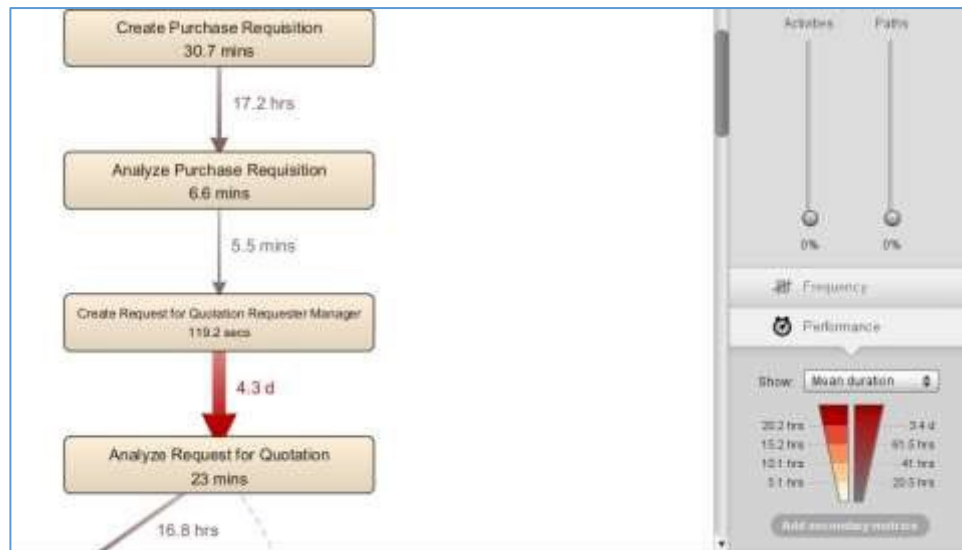 Create Purchase Requisition
30.7 mins
17.2 hrs
Analyze Purchase Requisition
6.6 mins
5.5 mins
Create Request for Quotation Requester Manager
119.2 secs
4.3 d
Analyze Request for Quotation
23 mins
16.8 hrs
Activities Paths
0% 0%
Frequency
Performance
Show: Mean duration
20.2 hrs 3.4 d
15.2 hrs 61.5 hrs
10.1 hrs 41 hrs
5.1 hrs 20.5 hrs
Add secondary metrics